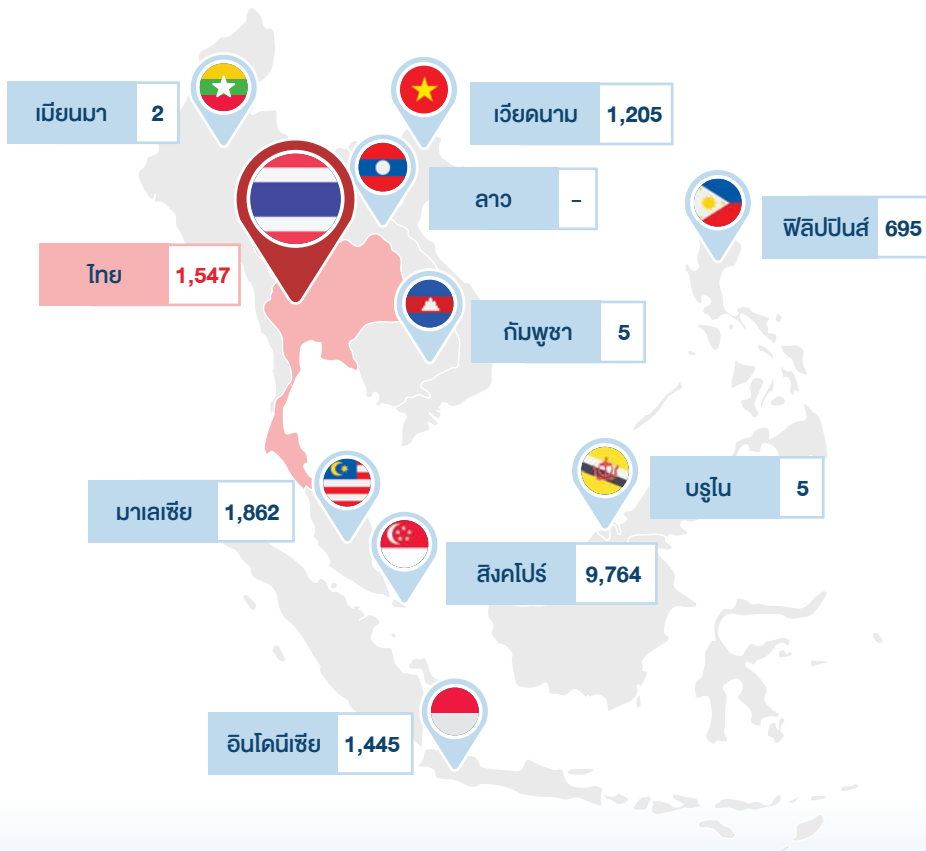 เมียนมา 2
เวียดนาม 1,205
ลาว -
ฟิลิปปินส์ 695
ไทย 1,547
กัมพูชา 5
มาเลเซีย 1,862
บรูไน 5
สิงคโปร์ 9,764
อินโดนีเซีย 1,445